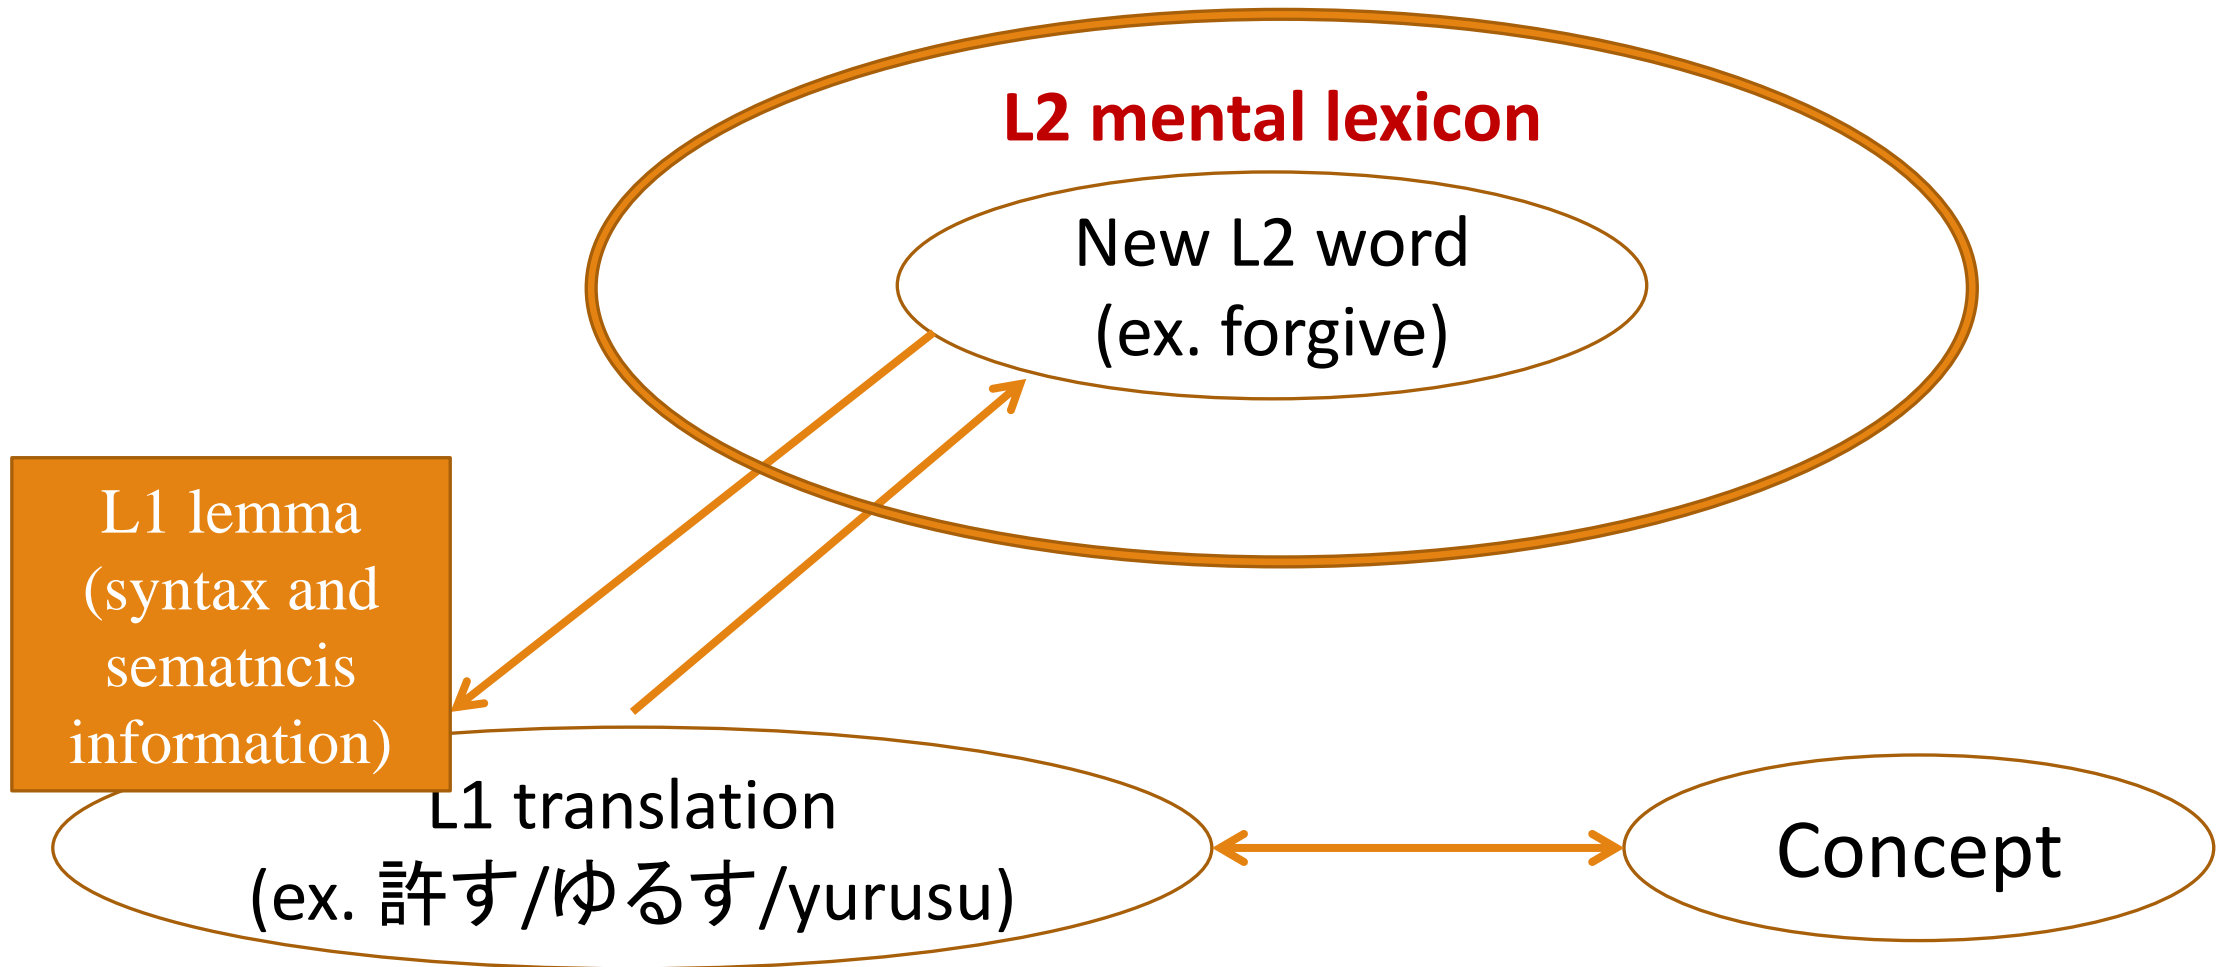 L2 mental lexicon
New L2 word
(ex. forgive)
L1 lemma
(syntax and
sematncis
information)
L1 translation
(ex. 許す/ゆるす/yurusu)
Concept